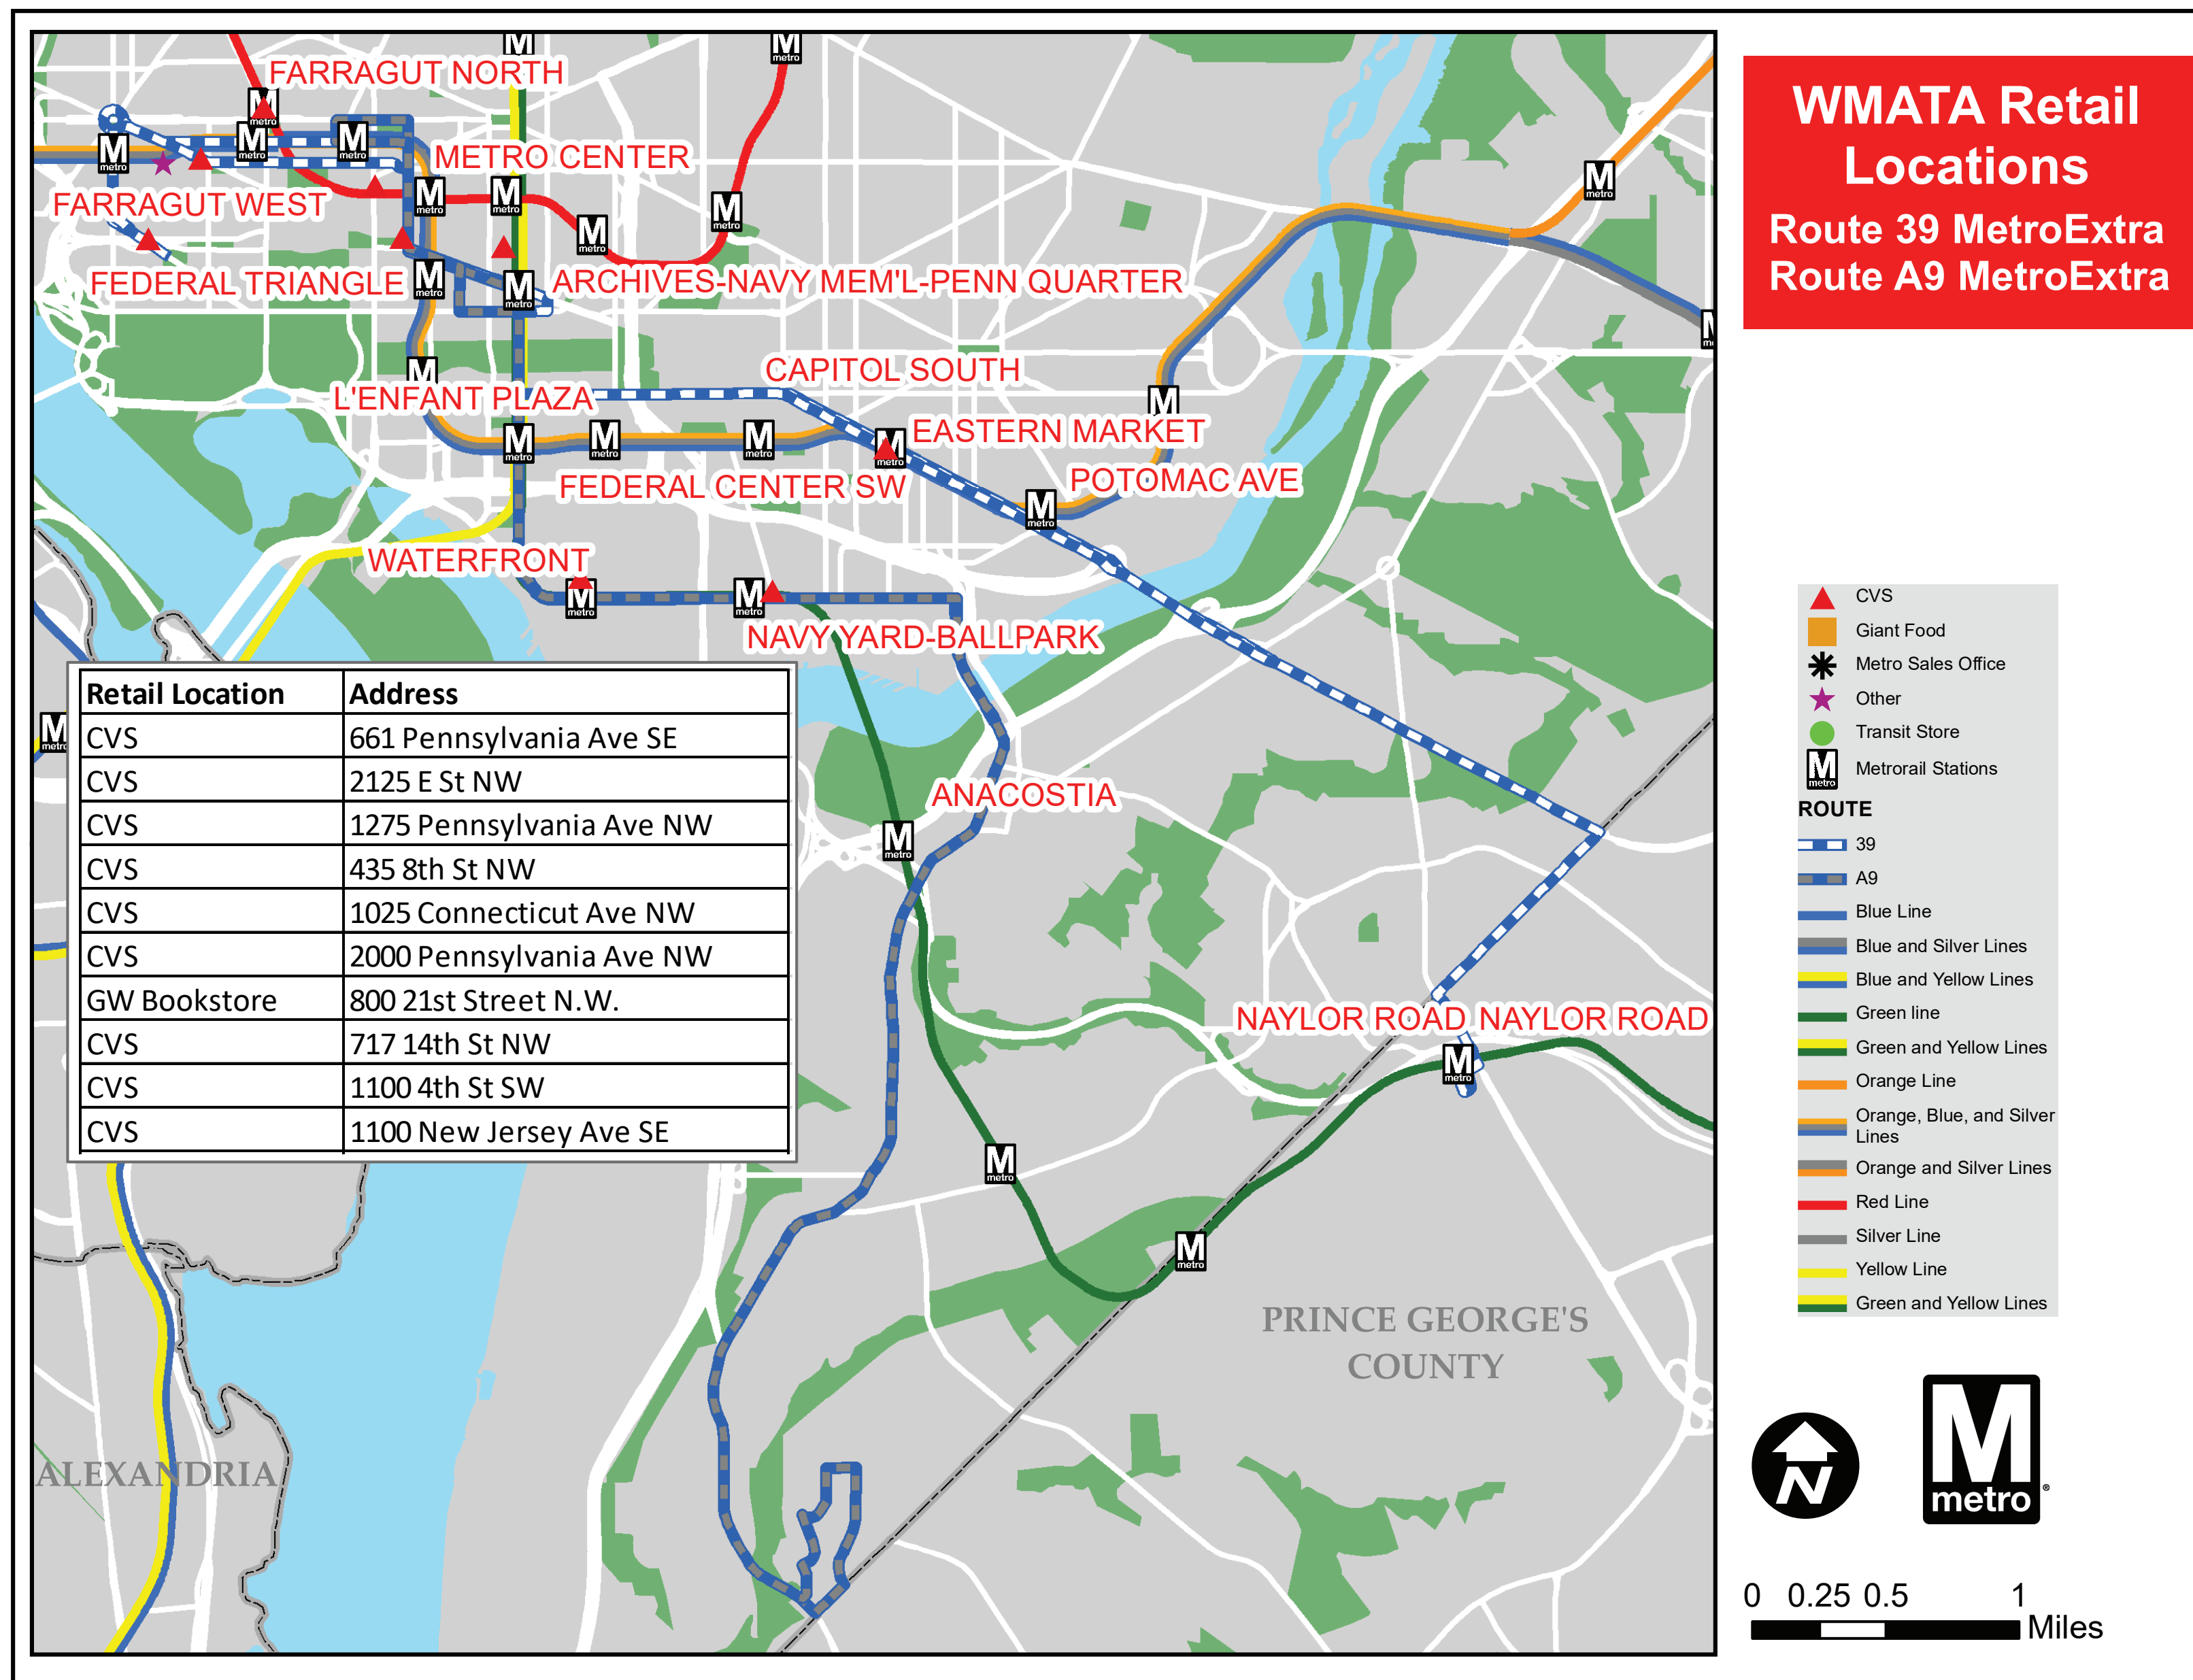 WMATA Retail
Locations
Route 39 MetroExtra
Route A9 MetroExtra
FARRAGUT NORTH
METRO CENTER
FARRAGUT WEST
FEDERAL TRIANGLE
ARCHIVES-NAVY MEM'L-PENN QUARTER
CAPITOL SOUTH
L'ENFANT PLAZA
EASTERN MARKET
POTOMAC AVE
FEDERAL CENTER SW
WATERFRONT
NAVY YARD-BALLPARK
ANACOSTIA
NAYLOR ROAD NAYLOR ROAD
PRINCE GEORGE'S
COUNTY
ALEXANDRIA
Retail Location Address
CVS 661 Pennsylvania Ave SE
CVS 2125 E St NW
CVS 1275 Pennsylvania Ave NW
CVS 435 8th St NW
CVS 1025 Connecticut Ave NW
CVS 2000 Pennsylvania Ave NW
GW Bookstore 800 21st Street N.W.
CVS 717 14th St NW
CVS 1100 4th St SW
CVS 1100 New Jersey Ave SE
CVS
Giant Food
Metro Sales Office
Other
Transit Store
M metro Metrorail Stations
ROUTE
39
A9
Blue Line
Blue and Silver Lines
Blue and Yellow Lines
Green line
Green and Yellow Lines
Orange Line
Orange, Blue, and Silver
Lines
Orange and Silver Lines
Red Line
Silver Line
Yellow Line
Green and Yellow Lines
N
M
metro®
0 0.25 0.5 1
Miles